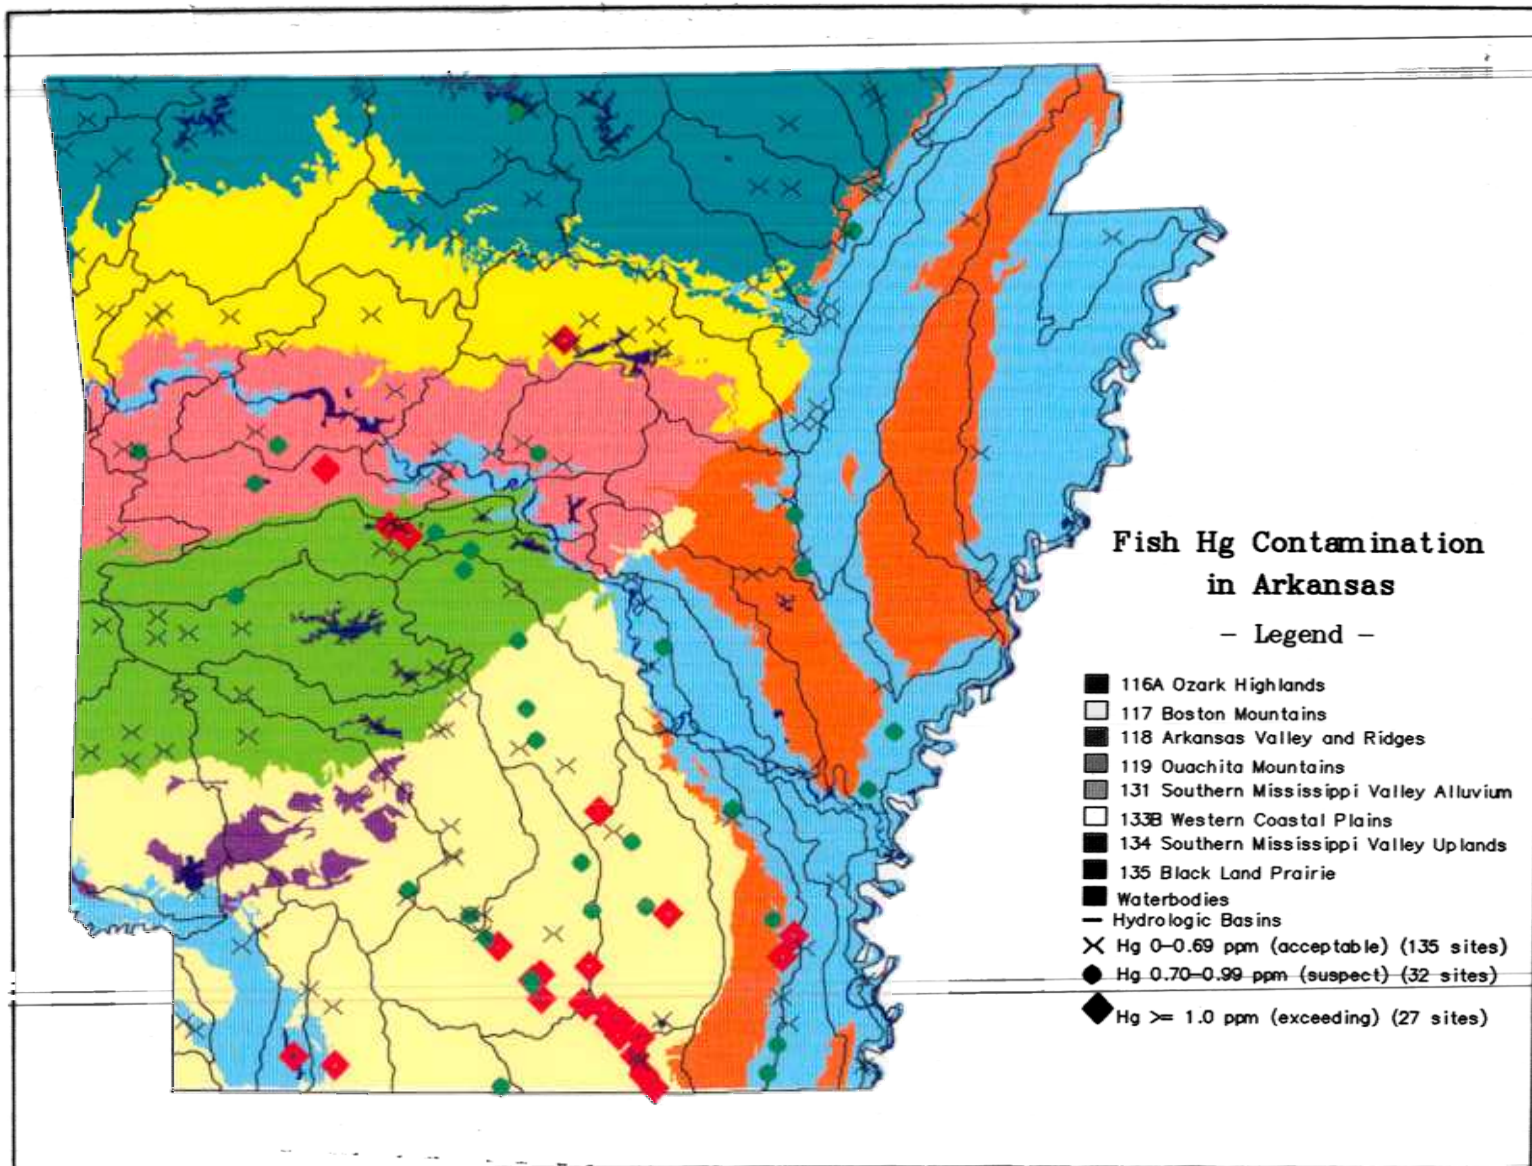 Fish Hg Contamination
in Arkansas
– Legend –
116A Ozark Highlands
117 Boston Mountains
118 Arkansas Valley and Ridges
119 Ouachita Mountains
131 Southern Mississippi Valley Alluvium
133B Western Coastal Plains
134 Southern Mississippi Valley Uplands
135 Black Land Prairie
Waterbodies
Hydrologic Basins
Hg 0–0.69 ppm (acceptable) (135 sites)
Hg 0.70–0.99 ppm (suspect) (32 sites)
Hg >= 1.0 ppm (exceeding) (27 sites)